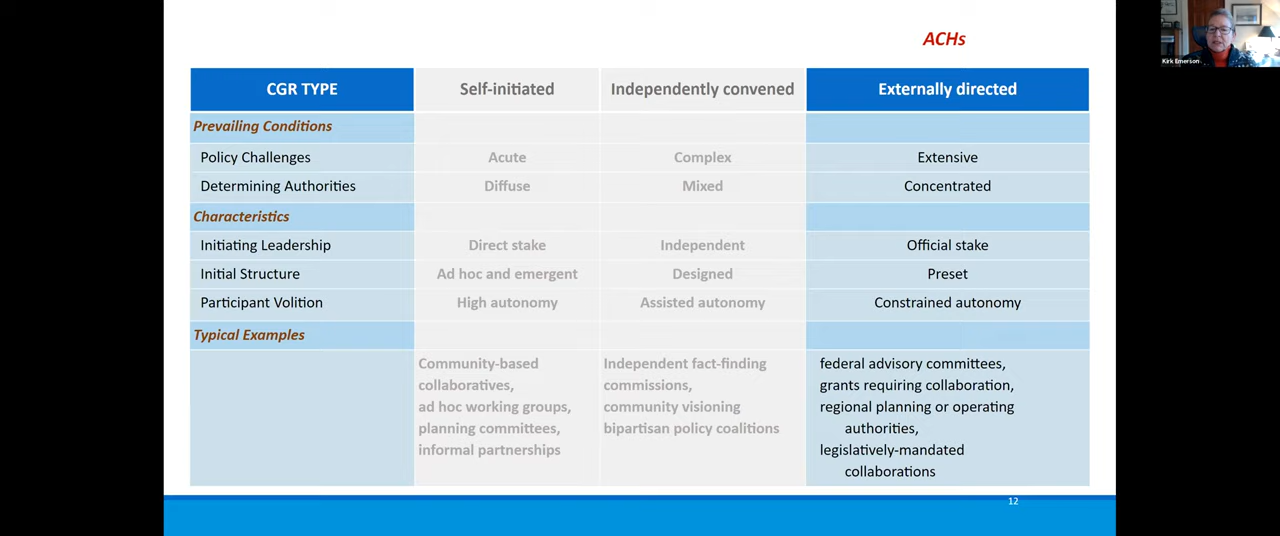 ACHs
Kirk Emerson
CGR TYPE Self-initiated Independently convened Externally directed
Prevailing Conditions
Policy Challenges Acute Complex Extensive
Determining Authorities Diffuse Mixed Concentrated
Characteristics
Initiating Leadership Direct stake Independent Official stake
Initial Structure Ad hoc and emergent Designed Preset
Participant Volition High autonomy Assisted autonomy Constrained autonomy
Typical Examples
Community-based
collaboratives,
ad hoc working groups,
planning committees,
informal partnerships
Independent fact-finding
commissions,
community visioning
bipartisan policy coalitions
federal advisory committees,
grants requiring collaboration,
regional planning or operating
authorities,
legislatively-mandated
collaborations
12